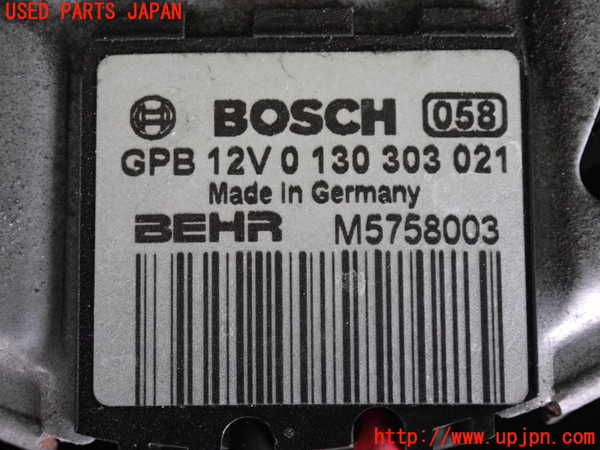 USED PARTS JAPAN
BOSCH 058
GPB 12V 0 130 303 021
Made in Germany
BEHR M5758003
http://www.upjpn.com